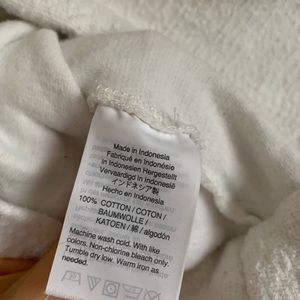 Made in Indonesia
Fabriqué en Indonésie
In Indonesien Hergestellt
Vervaardigd in Indonesië
インドネシア製
Hecho en Indonesia
100% COTTON / COTON /
BAUMWOLLE /
KATOEN / 綿 / algodón
Machine wash cold. With like
colors. Non-chlorine bleach only.
Tumble dry low. Warm iron as
needed.